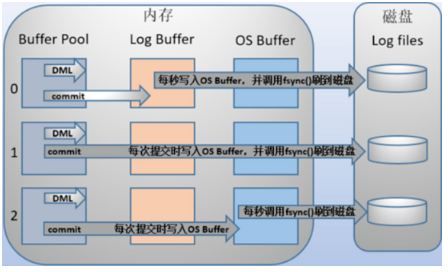 内存
磁盘
Buffer Pool
Log Buffer
OS Buffer
Log files
0
DML
commit
每秒写入OS Buffer，并调用fsync()刷到磁盘
1
DML
commit
每次提交时写入OS Buffer，并调用fsync()刷到磁盘
2
DML
每秒调用fsync()刷到磁盘
commit
每次提交时写入OS Buffer